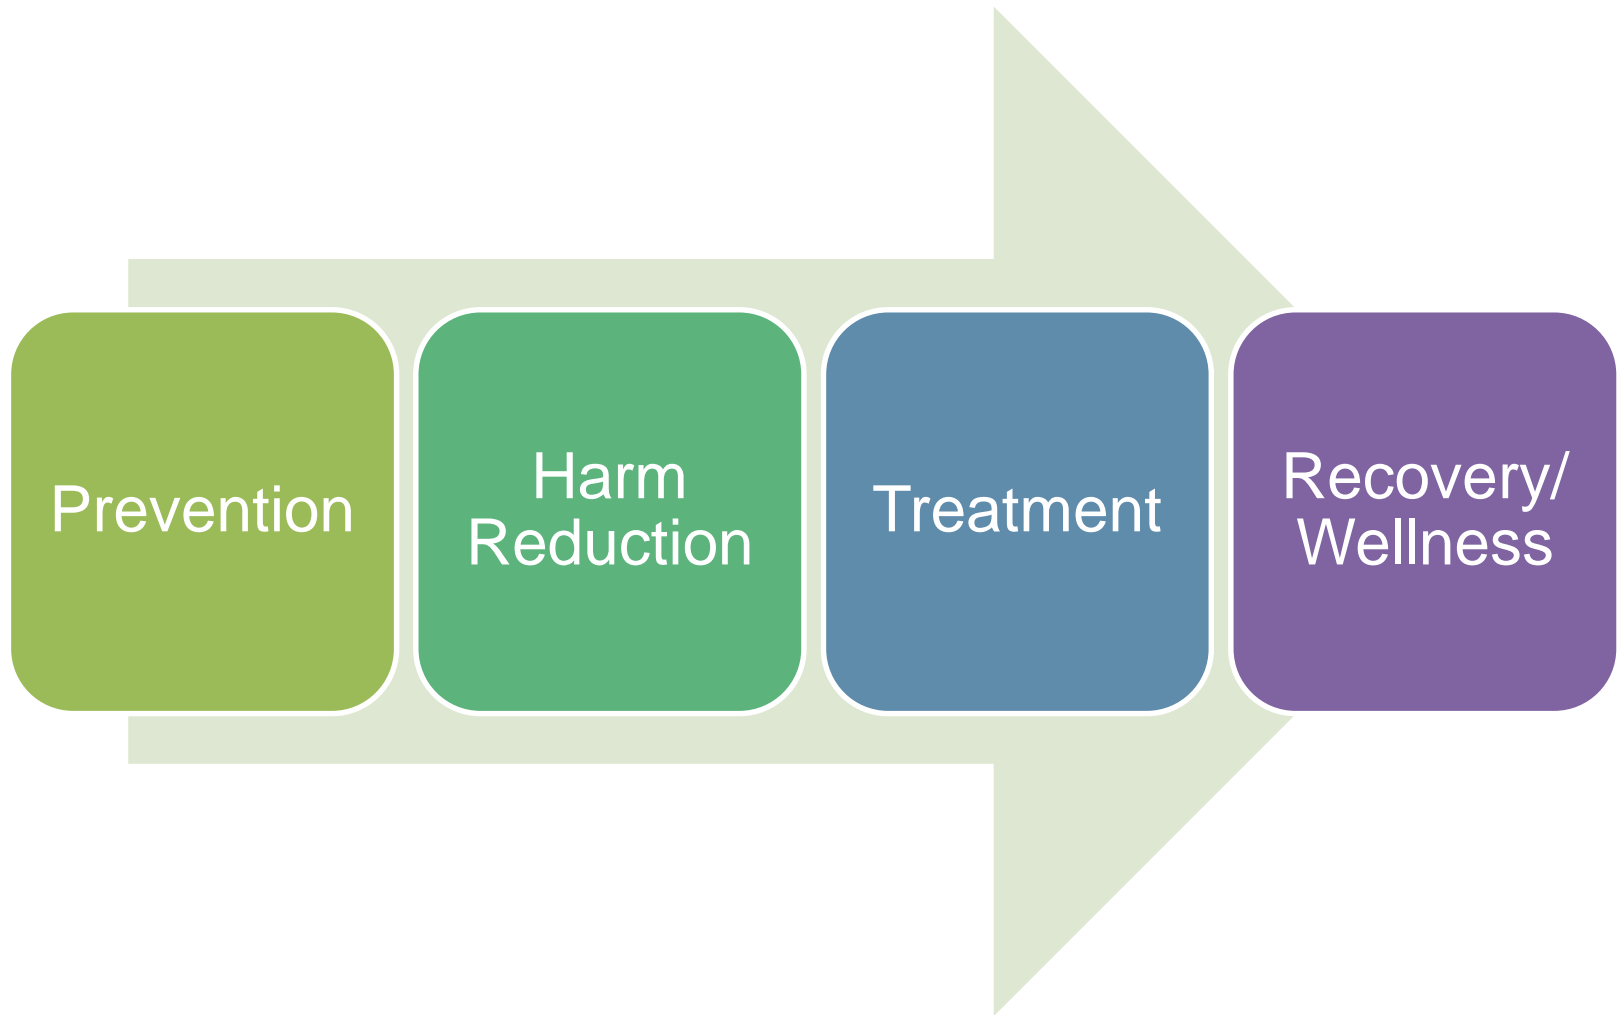 Prevention
Harm
Reduction
Treatment
Recovery/
Wellness